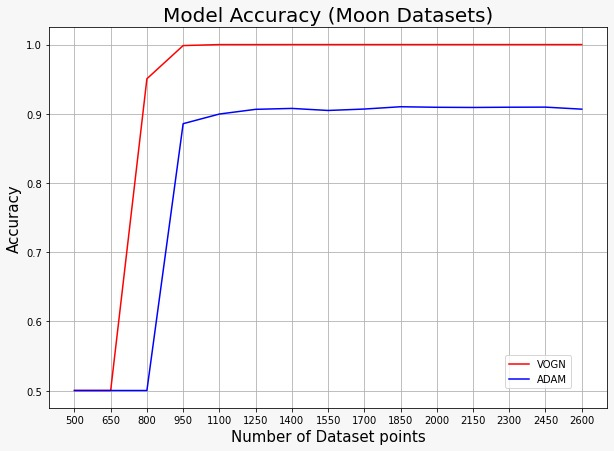 Model Accuracy (Moon Datasets)
1.0
0.9
0.8
0.7
0.6
0.5
Accuracy
VOGN
ADAM
500 650 800 950 1100 1250 1400 1550 1700 1850 2000 2150 2300 2450 2600
Number of Dataset points